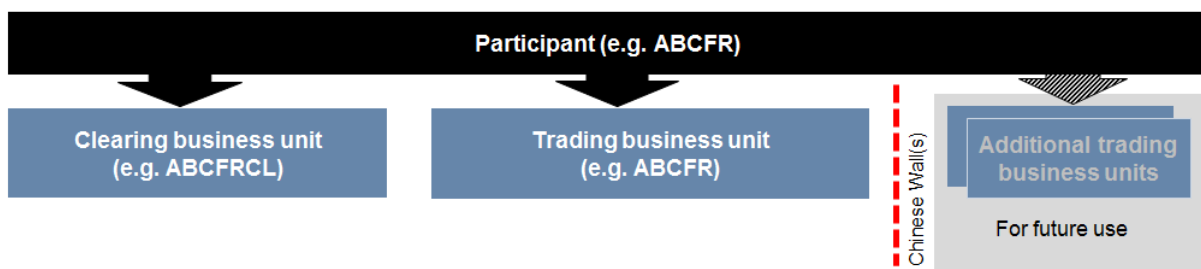 Participant (e.g. ABCFR)
Clearing business unit
(e.g. ABCFRCL)
Trading business unit
(e.g. ABCFR)
Chinese Wall(s)
Additional trading
business units
For future use